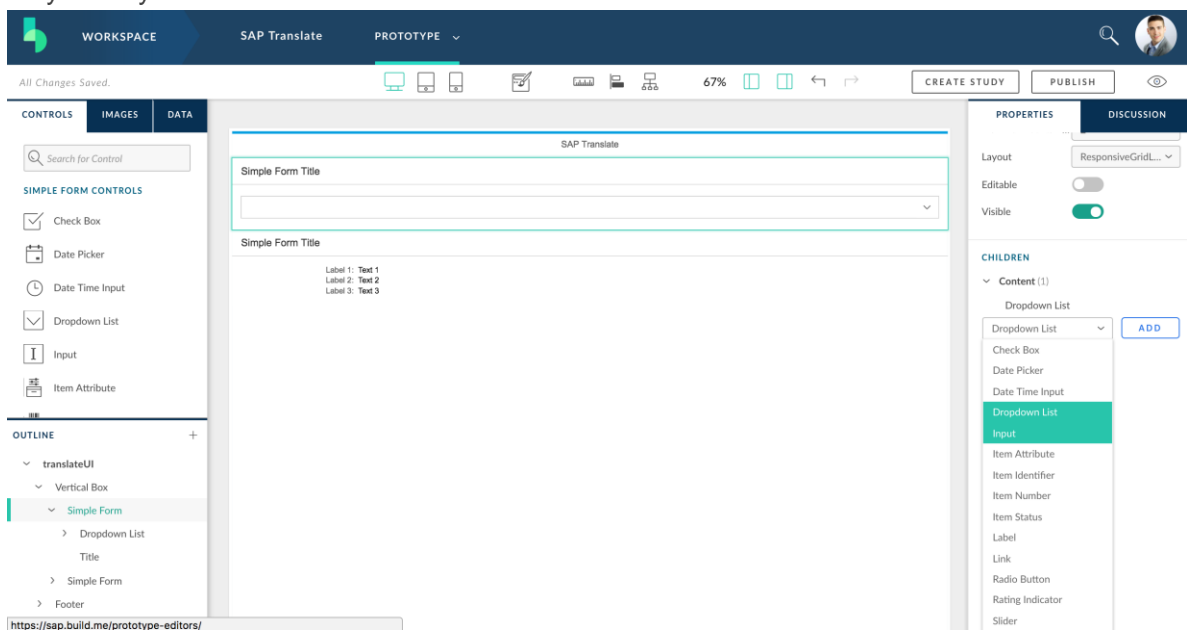 WORKSPACE
SAP Translate
PROTOTYPE
All Changes Saved.
67%
CREATE STUDY
PUBLISH
CONTROLS
IMAGES
DATA
Search for Control
SIMPLE FORM CONTROLS
Check Box
Date Picker
Date Time Input
Dropdown List
Input
Item Attribute
OUTLINE
translateUI
Vertical Box
Simple Form
Dropdown List
Title
Simple Form
Footer
https://sap.build.me/prototype-editors/
SAP Translate
Simple Form Title
Simple Form Title
Label 1: Text 1
Label 2: Text 2
Label 3: Text 3
PROPERTIES
DISCUSSION
Layout
ResponsiveGridL...
Editable
Visible
CHILDREN
Content (1)
Dropdown List
Dropdown List
ADD
Check Box
Date Picker
Date Time Input
Dropdown List
Input
Item Attribute
Item Identifier
Item Number
Item Status
Label
Link
Radio Button
Rating Indicator
Slider